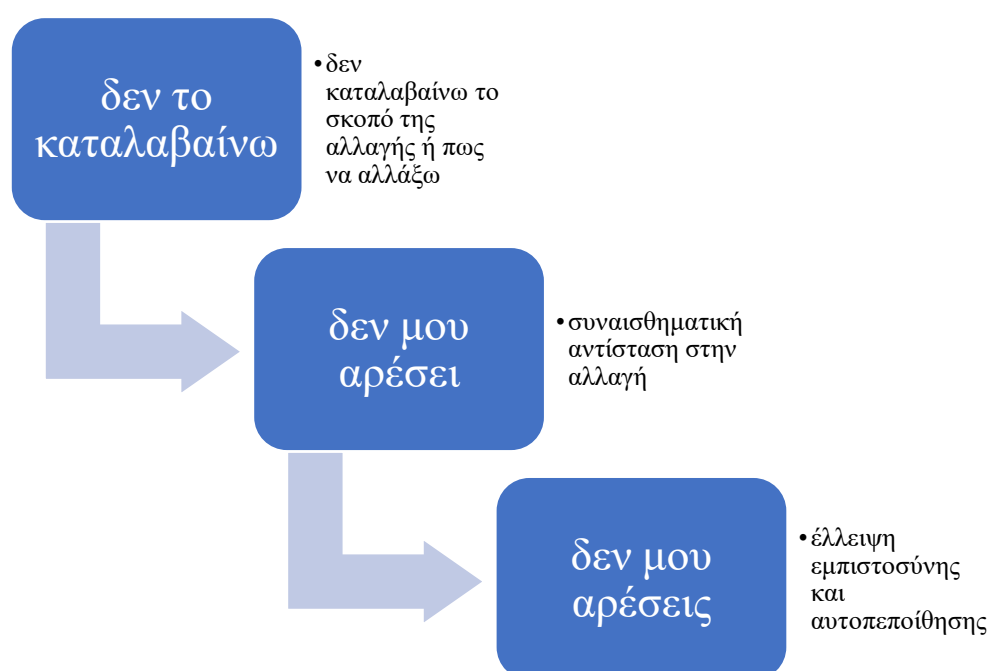 δεν το
καταλαβαίνω
•δεν
καταλαβαίνω το
σκοπό της
αλλαγής ή πως
να αλλάξω
δεν μου
αρέσει
•συναισθηματική
αντίσταση στην
αλλαγή
δεν μου
αρέσεις
•έλλειψη
εμπιστοσύνης
και
αυτοπεποίθησης